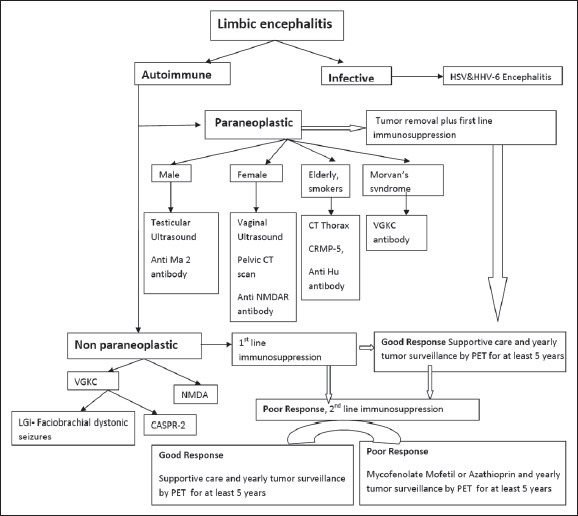 Limbic encephalitis
Autoimmune
Infective
HSV&HHV-6 Encephalitis
Paraneoplastic
Tumor removal plus first line
immunosuppression
Male
Female
Elderly,
smokers
Morvan's
syndrome
Testicular
Ultrasound
Anti Ma 2
antibody
Vaginal
Ultrasound
Pelvic CT
scan
Anti NMDAR
antibody
CT Thorax
CRMP-5,
Anti Hu
antibody
VGKC
antibody
Non paraneoplastic
1st line
immunosuppression
Good Response Supportive care and yearly
tumor surveillance by PET for at least 5 years
VGKC
NMDA
LGi- Faciobrachial dystonic
seizures
CASPR-2
Poor Response, 2nd line immunosuppression
Good Response
Supportive care and yearly tumor surveillance
by PET for at least 5 years
Poor Response
Mycofenolate Mofetil or Azathioprin and yearly
tumor surveillance by PET for at least 5 years